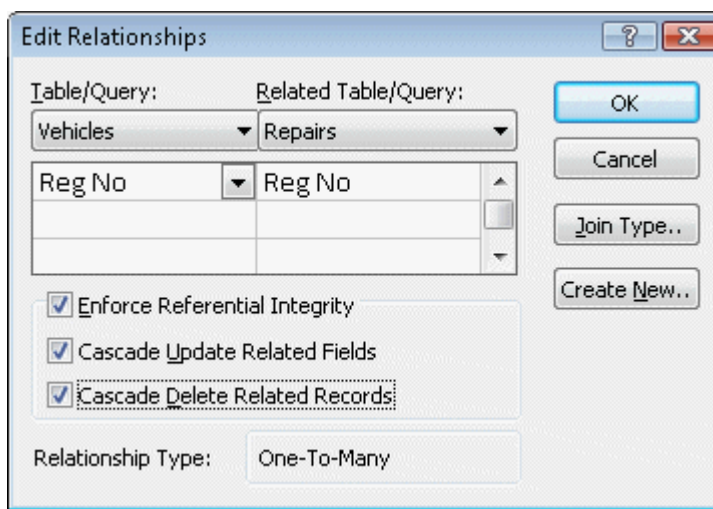 Edit Relationships
Table/Query: Related Table/Query:
Vehicles Repairs
Reg No Reg No
Enforce Referential Integrity
Cascade Update Related Fields
Cascade Delete Related Records
Relationship Type: One-To-Many
?
OK
Cancel
Join Type..
Create New..